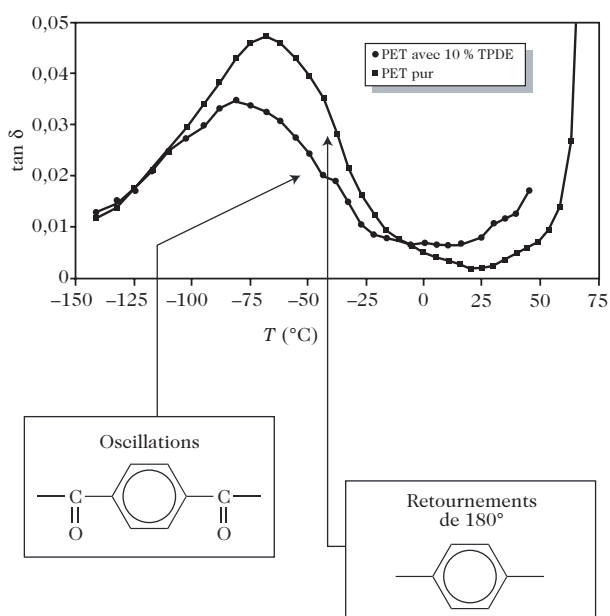 0,05
PET avec 10 % TPDE
PET pur
0,04
0,03
tan δ
0,02
0,01
0
–150 –125 –100 –75 –50 –25 0 25 50 75
T (°C)
Oscillations
C C
O O
Retournements
de 180°